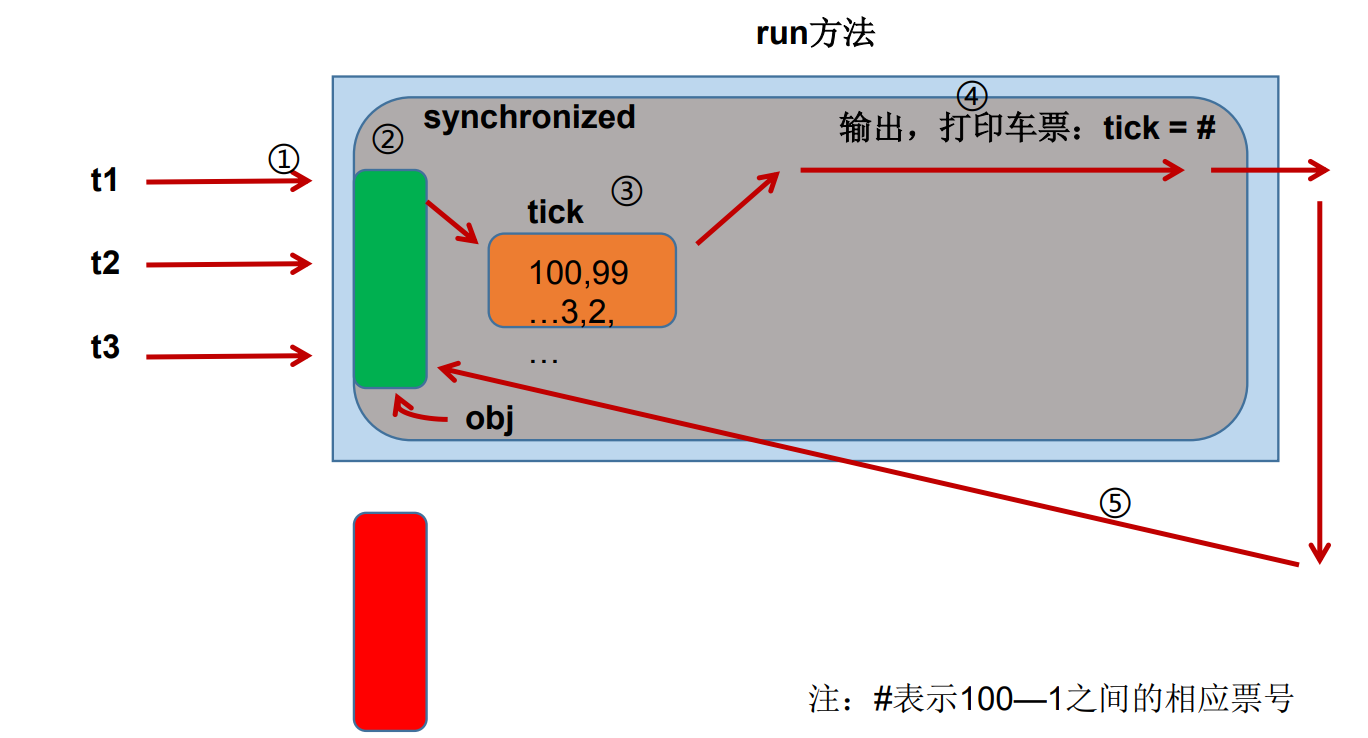 run方法
④
synchronized
输出，打印车票：tick = #
②
①
t1
③
tick
t2
100,99
…3,2,
t3
…
obj
⑤
注：#表示100—1之间的相应票号